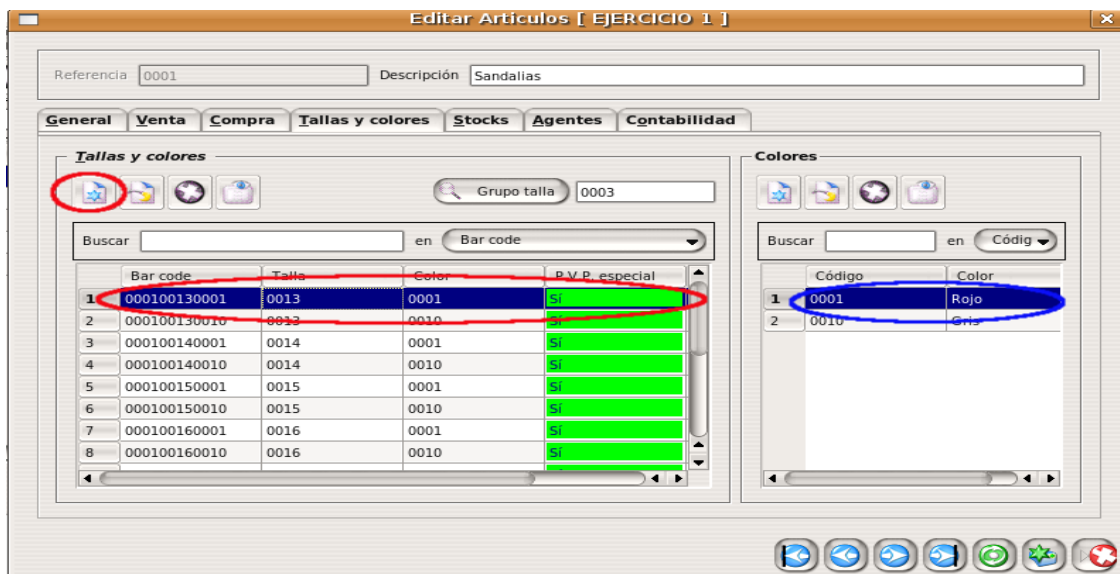 Editar Artículos [ EJERCICIO 1 ]
Referencia 0001 Descripción Sandalias
General Venta Compra Tallas y colores Stocks Agentes Contabilidad
Tallas y colores
Grupo talla 0003
Buscar en Bar code
Bar code Talla Color P.V.P. especial
1 000100130001 0013 0001 Sí
2 000100130010 0013 0010 Sí
3 000100140001 0014 0001 Sí
4 000100140010 0014 0010 Sí
5 000100150001 0015 0001 Sí
6 000100150010 0015 0010 Sí
7 000100160001 0016 0001 Sí
8 000100160010 0016 0010 Sí
Colores
Buscar en Códig
Código Color
1 0001 Rojo
2 0010 Gris